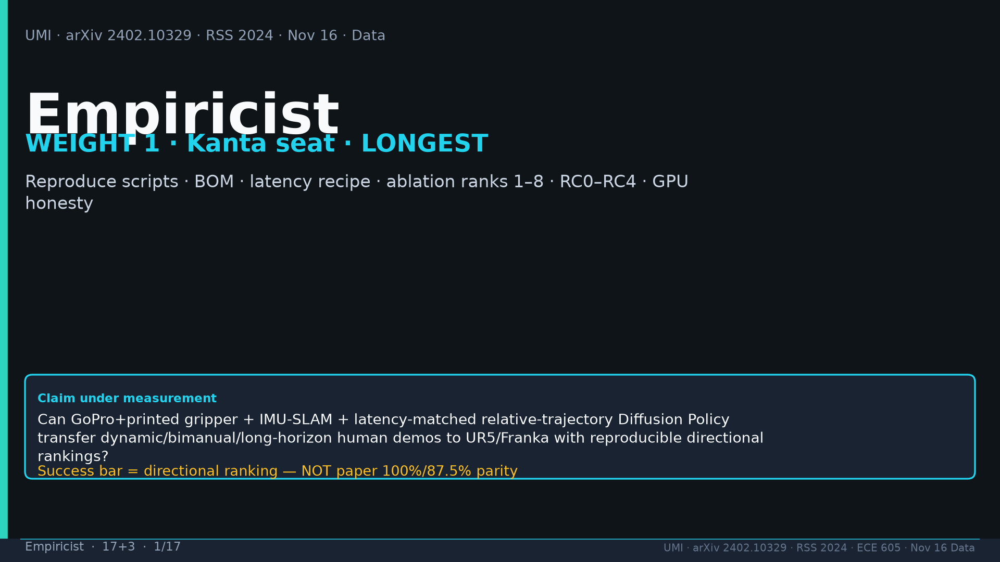 UMI · arXiv 2402.10329 · RSS 2024 · Nov 16 · Data
Empiricist
WEIGHT 1 · Kanta seat · LONGEST
Reproduce scripts · BOM · latency recipe · ablation ranks 1–8 · RC0–RC4 · GPU
honesty
Claim under measurement
Can GoPro+printed gripper + IMU-SLAM + latency-matched relative-trajectory Diffusion Policy
transfer dynamic/bimanual/long-horizon human demos to UR5/Franka with reproducible directional
rankings?
Success bar = directional ranking — NOT paper 100%/87.5% parity
Empiricist · 17+3 · 1/17
UMI · arXiv 2402.10329 · RSS 2024 · ECE 605 · Nov 16 Data